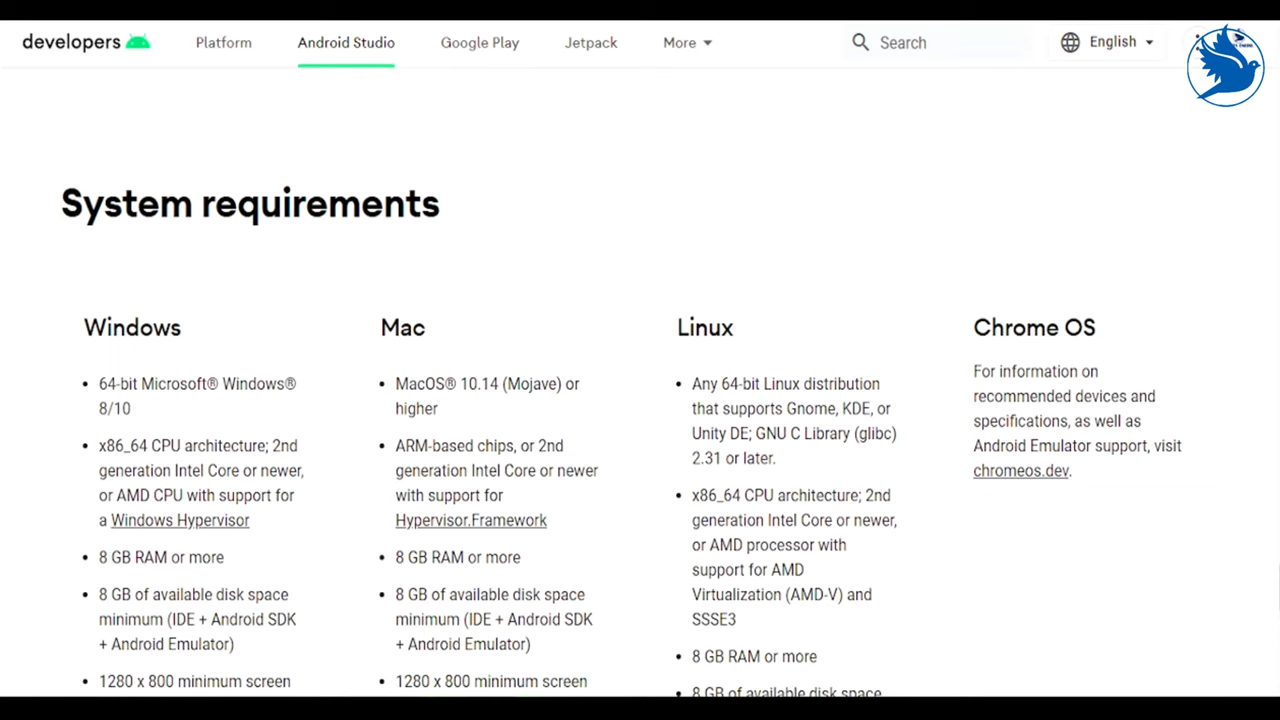 developers
Platform
Android Studio
Google Play
Jetpack
More
Search
English
System requirements
Windows
• 64-bit Microsoft® Windows®
8/10
• x86_64 CPU architecture; 2nd
generation Intel Core or newer,
or AMD CPU with support for
a Windows Hypervisor
• 8 GB RAM or more
• 8 GB of available disk space
minimum (IDE + Android SDK
+ Android Emulator)
• 1280 x 800 minimum screen
Mac
• MacOS® 10.14 (Mojave) or
higher
• ARM-based chips, or 2nd
generation Intel Core or newer
with support for
Hypervisor.Framework
• 8 GB RAM or more
• 8 GB of available disk space
minimum (IDE + Android SDK
+ Android Emulator)
• 1280 x 800 minimum screen
Linux
• Any 64-bit Linux distribution
that supports Gnome, KDE, or
Unity DE; GNU C Library (glibc)
2.31 or later.
• x86_64 CPU architecture; 2nd
generation Intel Core or newer,
or AMD processor with
support for AMD
Virtualization (AMD-V) and
SSSE3
• 8 GB RAM or more
• 8 GB of available disk space
Chrome OS
For information on
recommended devices and
specifications, as well as
Android Emulator support, visit
chromeos.dev.